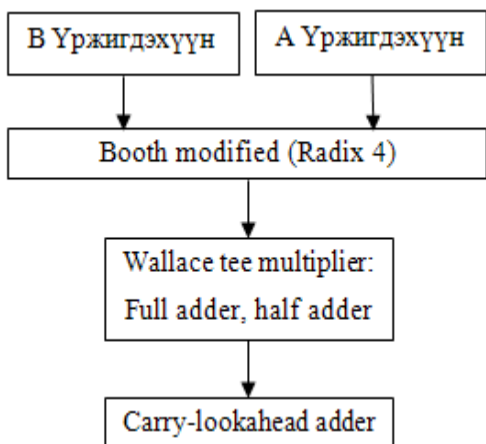 В Үржигдэхүүн
А Үржигдэхүүн
Booth modified (Radix 4)
Wallace tee multiplier:
Full adder, half adder
Carry-lookahead adder